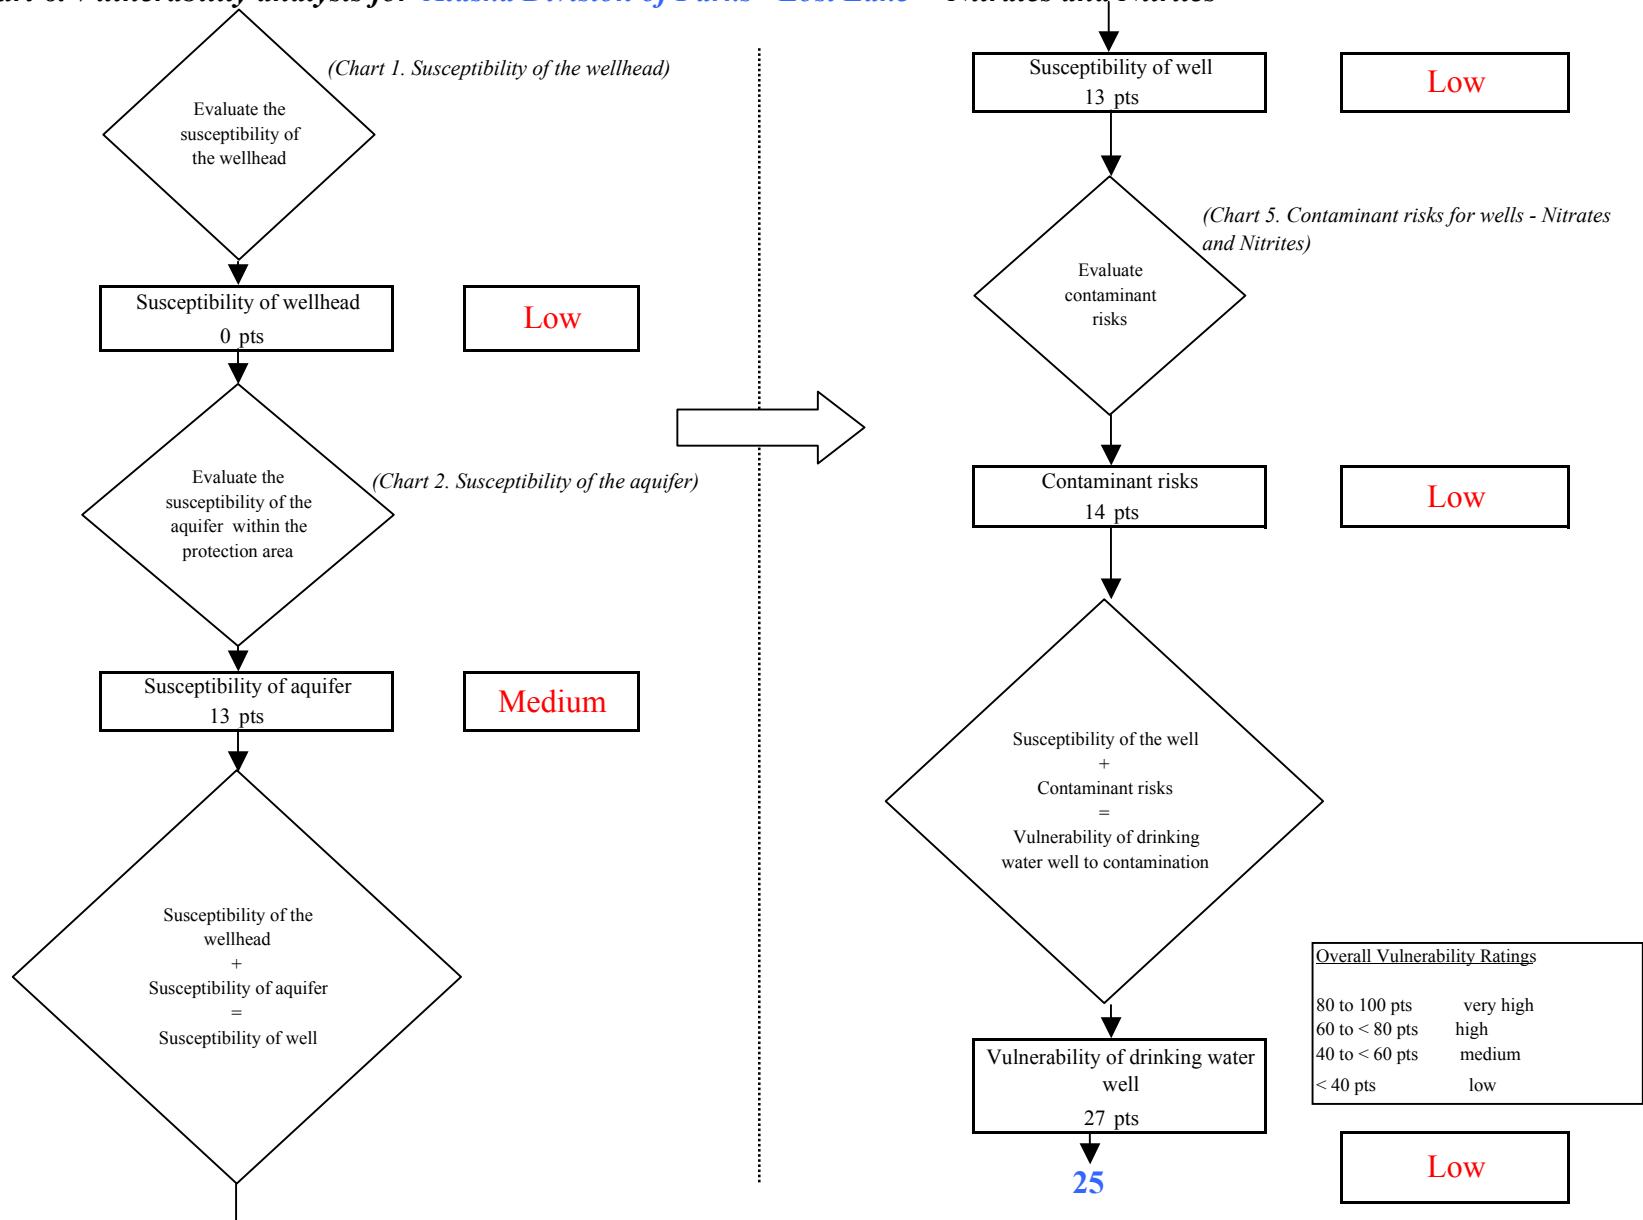 Evaluate the
susceptibility of
the wellhead
(Chart 1. Susceptibility of the wellhead)
Susceptibility of wellhead
0 pts
Low
Evaluate the
susceptibility of the
aquifer within the
protection area
(Chart 2. Susceptibility of the aquifer)
Susceptibility of aquifer
13 pts
Medium
Susceptibility of the
wellhead
+
Susceptibility of aquifer
=
Susceptibility of well
Susceptibility of well
13 pts
Low
Evaluate
contaminant
risks
(Chart 5. Contaminant risks for wells - Nitrates
and Nitrites)
Contaminant risks
14 pts
Low
Susceptibility of the well
+
Contaminant risks
=
Vulnerability of drinking
water well to contamination
Vulnerability of drinking water
well
27 pts
25
Overall Vulnerability Ratings
80 to 100 pts very high
60 to < 80 pts high
40 to < 60 pts medium
< 40 pts low
Low